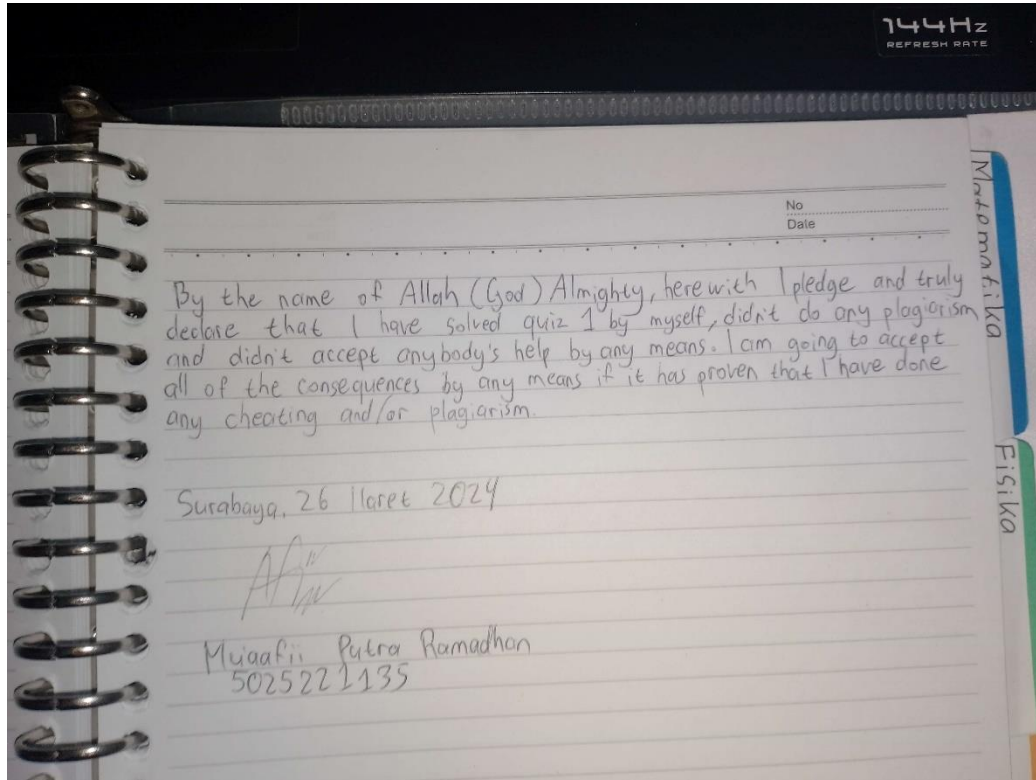 144Hz
REFRESH RATE
No
Date
By the name of Allah (God) Almighty, herewith I pledge and truly
declare that I have solved quiz 1 by myself, didn't do any plagiarism
and didn't accept anybody's help by any means. I am going to accept
all of the consequences by any means if it has proven that I have done
any cheating and/or plagiarism.
Surabaya, 26 Maret 2024
Putra Ramadhan
5025221135
Matematika
Fisika